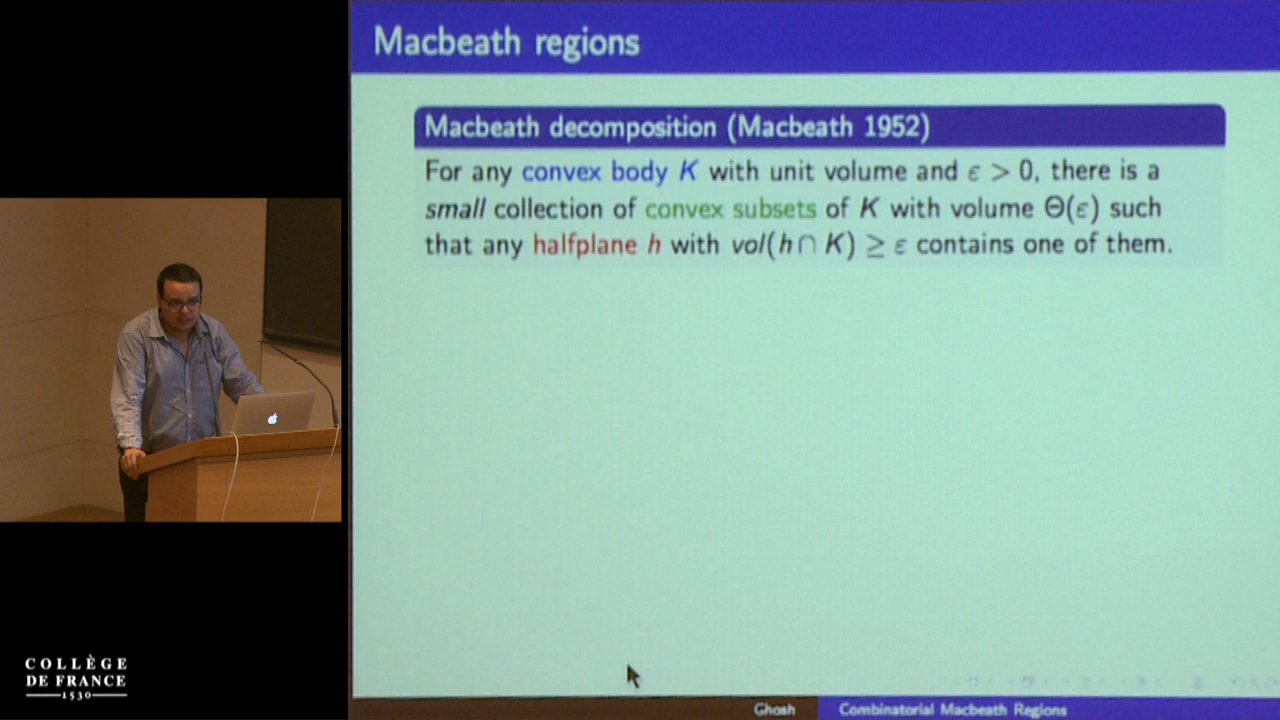 Macbeath regions
Macbeath decomposition (Macbeath 1952)
For any convex body K with unit volume and ε > 0, there is a
small collection of convex subsets of K with volume Θ(ε) such
that any halfplane h with vol(h ∩ K) ≥ ε contains one of them.
COLLÈGE
DE FRANCE
1530
Ghosh
Combinatorial Macbeath Regions